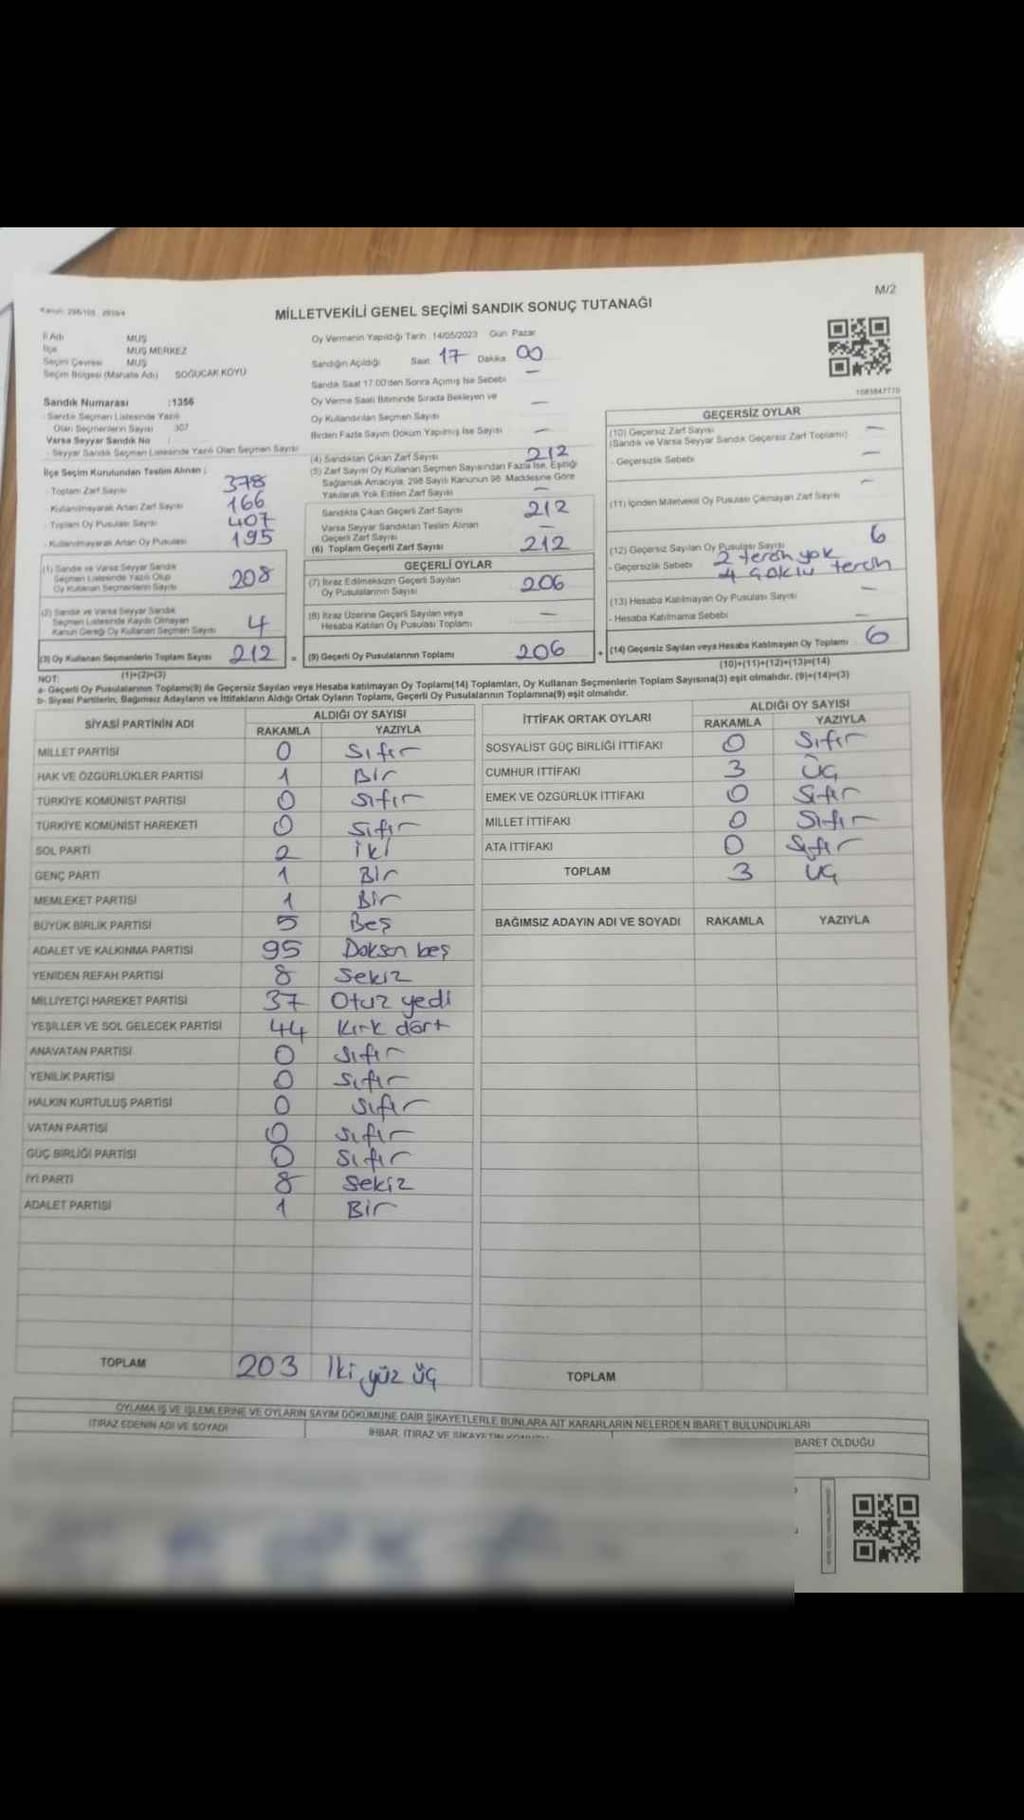 M/2
MİLLETVEKİLİ GENEL SEÇİMİ SANDIK SONUÇ TUTANAĞI
İl Adı MUŞ
İlçe MUŞ MERKEZ
Seçim Çevresi MUŞ
Seçim Bölgesi (Mahalle Adı) SOĞUCAK KÖYÜ
Sandık Numarası :1356
Sandık Seçmen Listesinde Yazılı
Olan Seçmenlerin Sayısı 307
Varsa Seyyar Sandık No :
- Seyyar Sandık Seçmen Listesinde Yazılı Olan Seçmen Sayısı
İlçe Seçim Kurulundan Teslim Alınan ;
- Toplam Zarf Sayısı 378
- Kullanılmayarak Artan Zarf Sayısı 166
- Toplam Oy Pusulası Sayısı 407
- Kullanılmayarak Artan Oy Pusulası 195
(1) Sandık ve Varsa Seyyar Sandık
Seçmen Listesinde Yazılı Olup
Oy Kullanan Seçmenlerin Sayısı 208
(2) Sandık ve Varsa Seyyar Sandık
Seçmen Listesinde Kaydı Olmayan
Kanun Gereği Oy Kullanan Seçmen Sayısı 4
(3) Oy Kullanan Seçmenlerin Toplam Sayısı 212 =
(1)+(2)=(3)
Oy Vermenin Yapıldığı Tarih : 14/05/2023 Gün: Pazar
Sandığın Açıldığı Saat 17 Dakika 00
Sandık Saat 17:00'den Sonra Açılmış İse Sebebi —
Oy Verme Saati Bitiminde Sırada Bekleyen ve
Oy Kullandırılan Seçmen Sayısı —
Birden Fazla Sayım Döküm Yapılmış İse Sayısı —
(4) Sandıktan Çıkan Zarf Sayısı 212
(5) Zarf Sayısı Oy Kullanan Seçmen Sayısından Fazla İse, Eşitliği
Sağlamak Amacıyla, 298 Sayılı Kanunun 98. Maddesine Göre
Yakılarak Yok Edilen Zarf Sayısı —
Sandıkta Çıkan Geçerli Zarf Sayısı 212
Varsa Seyyar Sandıktan Teslim Alınan
Geçerli Zarf Sayısı —
(6) Toplam Geçerli Zarf Sayısı 212
GEÇERLİ OYLAR
(7) İtiraz Edilmeksizin Geçerli Sayılan
Oy Pusulalarının Sayısı 206
(8) İtiraz Üzerine Geçerli Sayılan veya
Hesaba Katılan Oy Pusulası Toplamı —
(9) Geçerli Oy Pusulalarının Toplamı 206 +
GEÇERSİZ OYLAR
(10) Geçersiz Zarf Sayısı —
(Sandık ve Varsa Seyyar Sandık Geçersiz Zarf Toplamı)
- Geçersizlik Sebebi —
(11) İçinden Milletvekili Oy Pusulası Çıkmayan Zarf Sayısı —
(12) Geçersiz Sayılan Oy Pusulası Sayısı 6
- Geçersizlik Sebebi 2 tercih yok
4 çoklu tercih
(13) Hesaba Katılmayan Oy Pusulası Sayısı —
- Hesaba Katılmama Sebebi —
(14) Geçersiz Sayılan veya Hesaba Katılmayan Oy Toplamı 6
(10)+(11)+(12)+(13)=(14)
NOT:
a- Geçerli Oy Pusulalarının Toplamı(9) ile Geçersiz Sayılan veya Hesaba katılmayan Oy Toplamı(14) Toplamları, Oy Kullanan Seçmenlerin Toplam Sayısına(3) eşit olmalıdır. (9)+(14)=(3)
b- Siyasi Partilerin, Bağımsız Adayların ve İttifakların Aldığı Ortak Oyların Toplamı, Geçerli Oy Pusulalarının Toplamına(9) eşit olmalıdır.
SİYASİ PARTİNİN ADI ALDIĞI OY SAYISI
RAKAMLA YAZIYLA
MİLLET PARTİSİ 0 Sıfır
HAK VE ÖZGÜRLÜKLER PARTİSİ 1 Bir
TÜRKİYE KOMÜNİST PARTİSİ 0 Sıfır
TÜRKİYE KOMÜNİST HAREKETİ 0 Sıfır
SOL PARTİ 2 iki
GENÇ PARTİ 1 Bir
MEMLEKET PARTİSİ 1 Bir
BÜYÜK BİRLİK PARTİSİ 5 Beş
ADALET VE KALKINMA PARTİSİ 95 Doksan beş
YENİDEN REFAH PARTİSİ 8 Sekiz
MİLLİYETÇİ HAREKET PARTİSİ 37 Otuz yedi
YEŞİLLER VE SOL GELECEK PARTİSİ 44 Kırk dört
ANAVATAN PARTİSİ 0 Sıfır
YENİLİK PARTİSİ 0 Sıfır
HALKIN KURTULUŞ PARTİSİ 0 Sıfır
VATAN PARTİSİ 0 Sıfır
GÜÇ BİRLİĞİ PARTİSİ 0 Sıfır
İYİ PARTİ 8 Sekiz
ADALET PARTİSİ 1 Bir
TOPLAM 203 İki yüz üç
İTTİFAK ORTAK OYLARI ALDIĞI OY SAYISI
RAKAMLA YAZIYLA
SOSYALİST GÜÇ BİRLİĞİ İTTİFAKI 0 Sıfır
CUMHUR İTTİFAKI 3 Üç
EMEK VE ÖZGÜRLÜK İTTİFAKI 0 Sıfır
MİLLET İTTİFAKI 0 Sıfır
ATA İTTİFAKI 0 Sıfır
TOPLAM 3 Üç
BAĞIMSIZ ADAYIN ADI VE SOYADI RAKAMLA YAZIYLA
TOPLAM
OYLAMA İŞ VE İŞLEMLERİNE VE OYLARIN SAYIM DÖKÜMÜNE DAİR ŞİKAYETLERLE BUNLARA AİT KARARLARIN NELERDEN İBARET BULUNDUKLARI
İTİRAZ EDENİN ADI VE SOYADI İHBAR, İTİRAZ VE ŞİKAYETİN KONUSU BARET OLDUĞU